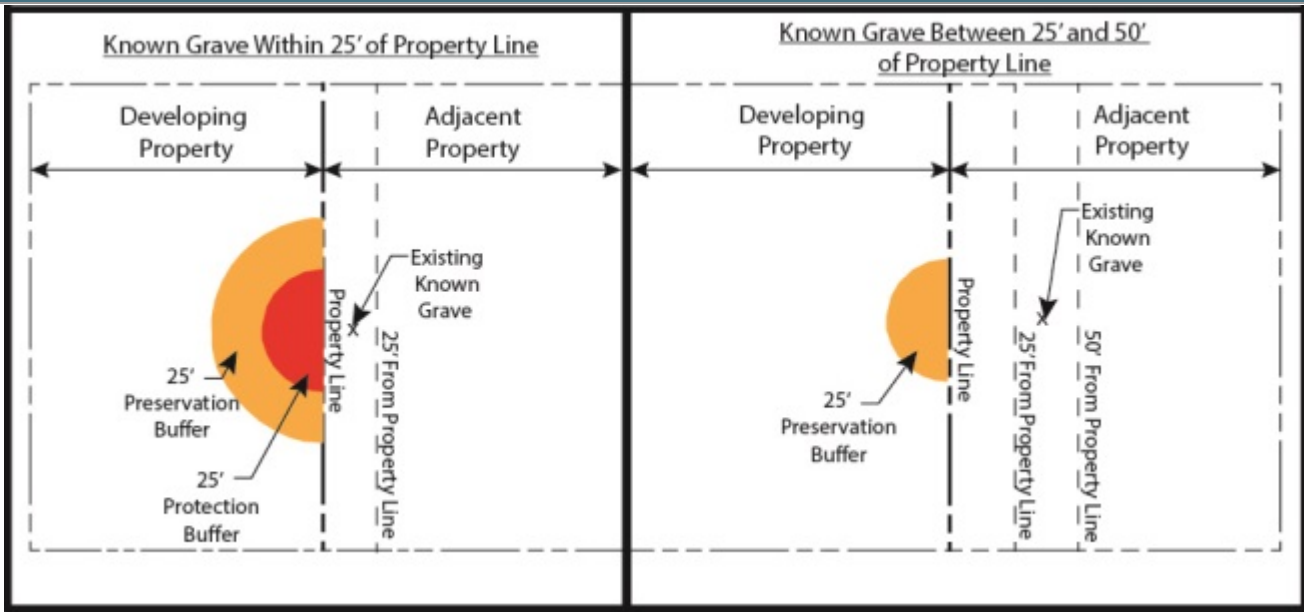 Known Grave Within 25' of Property Line
Developing
Property
Adjacent
Property
Existing
Known
Grave
Property Line
25' From Property Line
25'
Preservation
Buffer
25'
Protection
Buffer
Known Grave Between 25' and 50'
of Property Line
Developing
Property
Adjacent
Property
Existing
Known
Grave
Property Line
25' From Property Line
50' From Property Line
25'
Preservation
Buffer